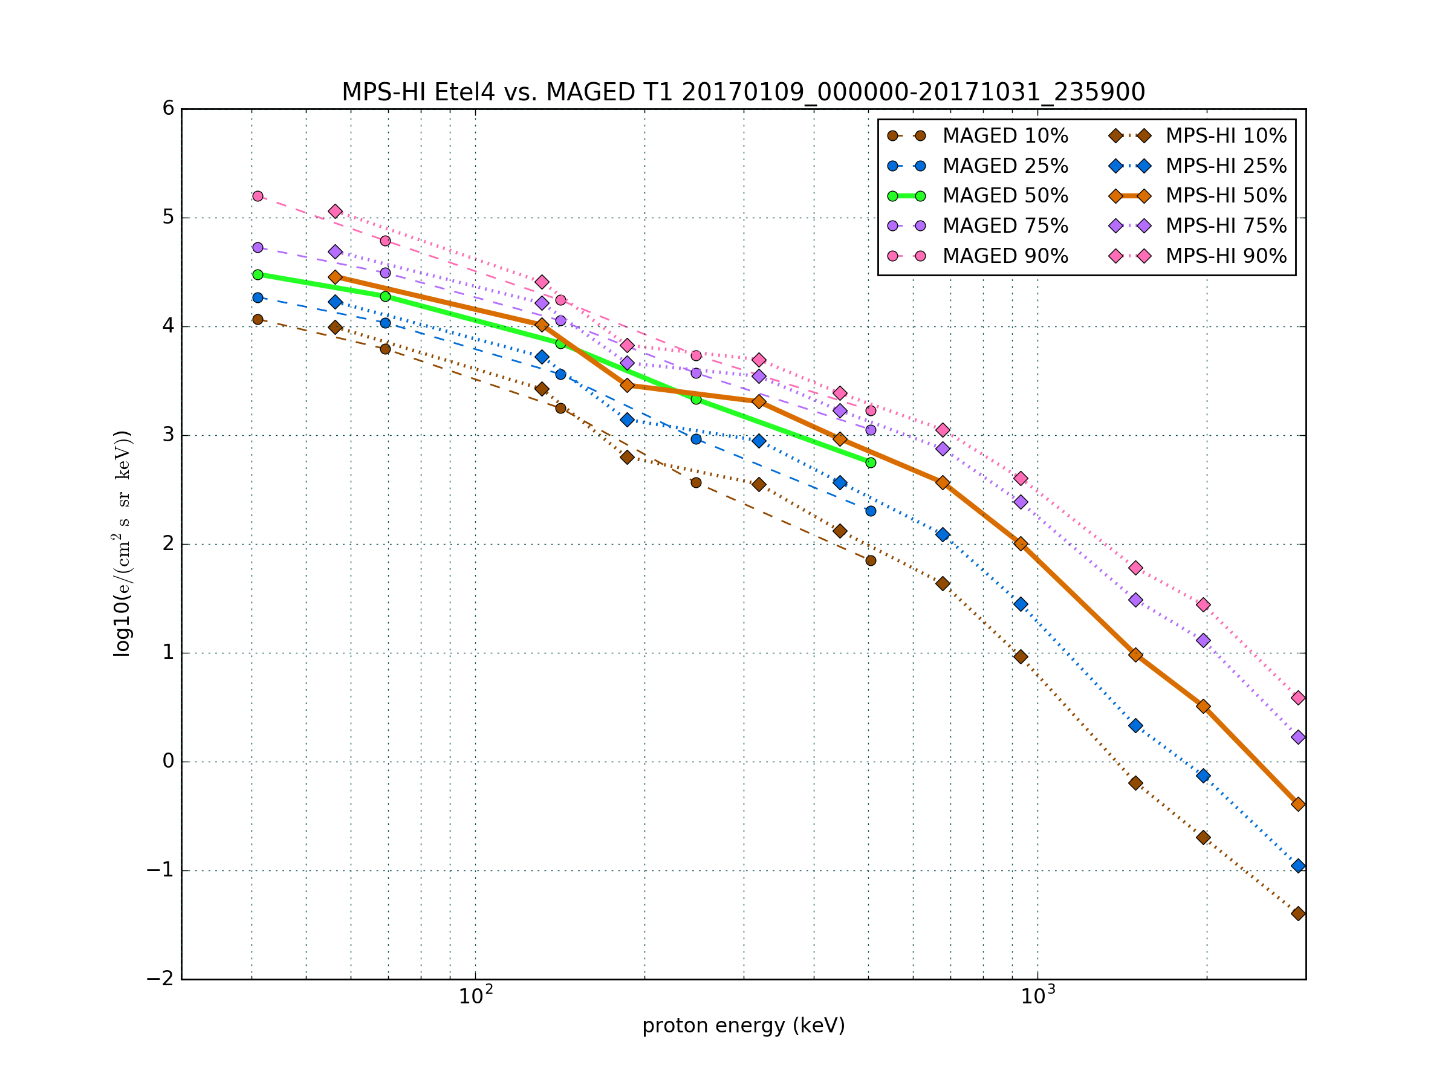 MPS-HI Etel4 vs. MAGED T1 20170109_000000-20171031_235900
6
5
4
3
2
1
0
−1
−2
log10(e/(cm² s sr keV))
MAGED 10%
MAGED 25%
MAGED 50%
MAGED 75%
MAGED 90%
MPS-HI 10%
MPS-HI 25%
MPS-HI 50%
MPS-HI 75%
MPS-HI 90%
10² 10³
proton energy (keV)